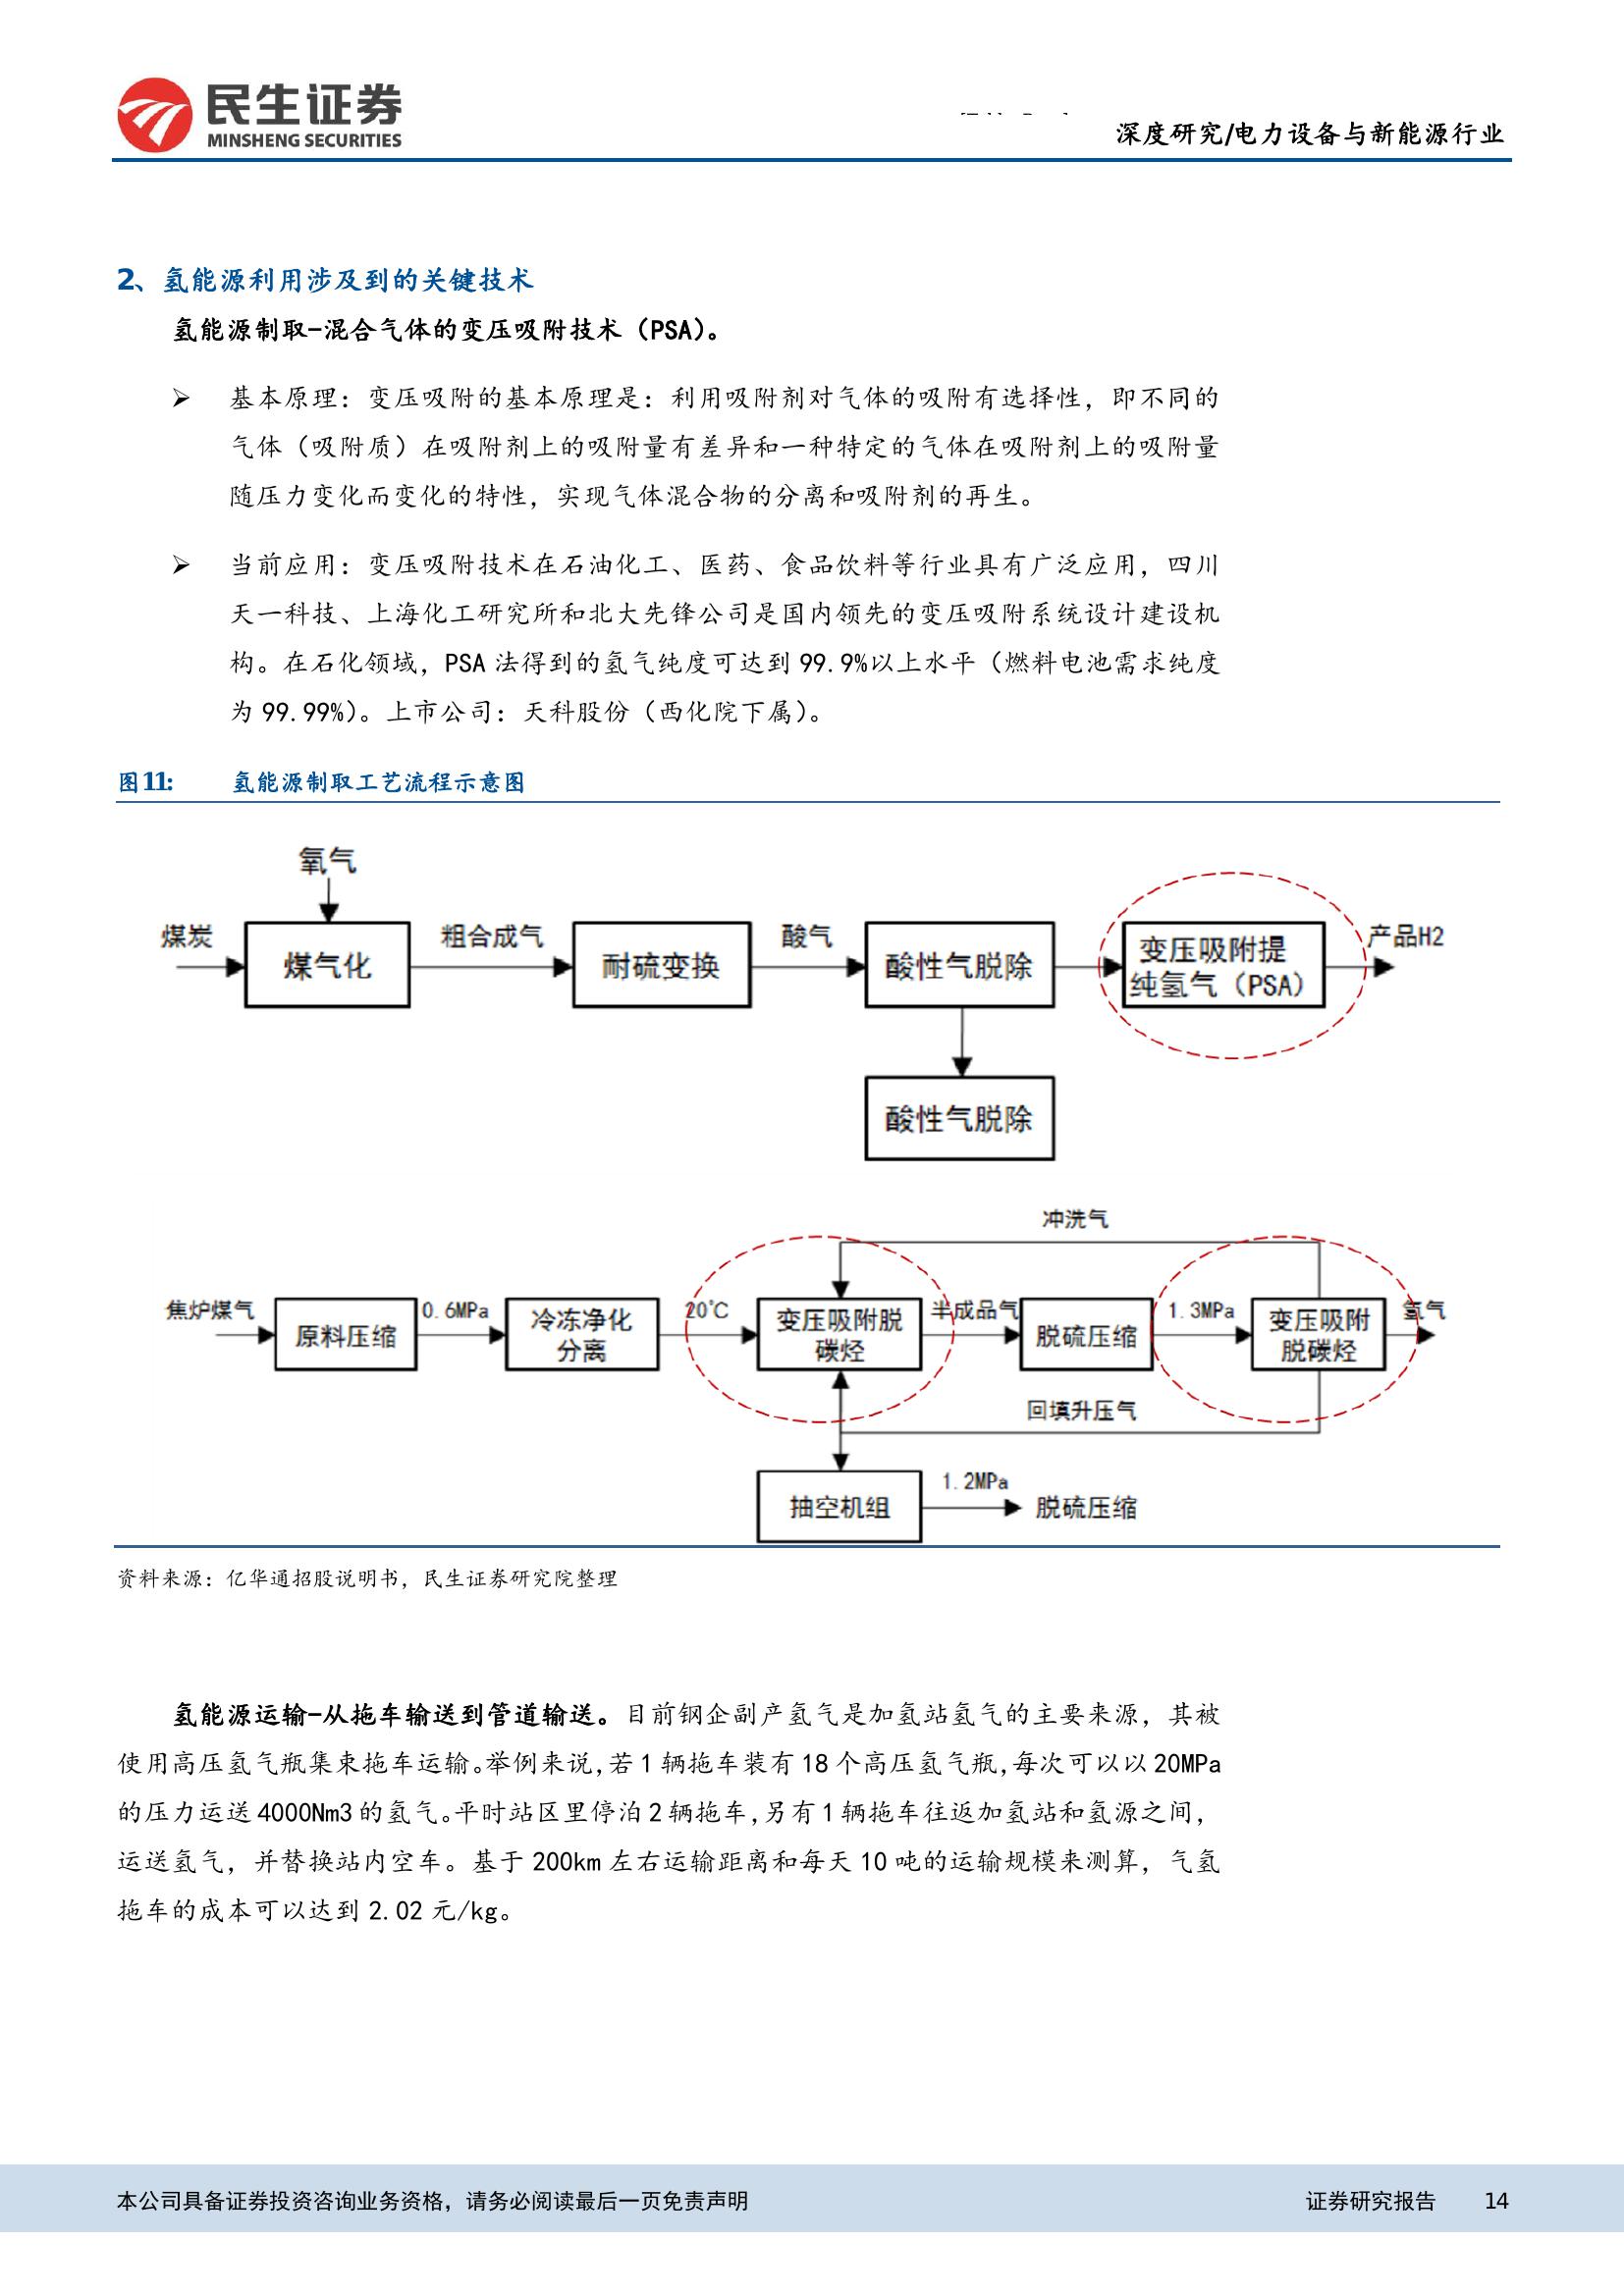 民生证券
MINSHENG SECURITIES
深度研究/电力设备与新能源行业
2、氢能源利用涉及到的关键技术
氢能源制取-混合气体的变压吸附技术（PSA）。
➢ 基本原理：变压吸附的基本原理是：利用吸附剂对气体的吸附有选择性，即不同的
气体（吸附质）在吸附剂上的吸附量有差异和一种特定的气体在吸附剂上的吸附量
随压力变化而变化的特性，实现气体混合物的分离和吸附剂的再生。
➢ 当前应用：变压吸附技术在石油化工、医药、食品饮料等行业具有广泛应用，四川
天一科技、上海化工研究所和北大先锋公司是国内领先的变压吸附系统设计建设机
构。在石化领域，PSA 法得到的氢气纯度可达到 99.9%以上水平（燃料电池需求纯度
为 99.99%）。上市公司：天科股份（西化院下属）。
图11: 氢能源制取工艺流程示意图
氧气
煤炭
煤气化
粗合成气
耐硫变换
酸气
酸性气脱除
变压吸附提
纯氢气（PSA）
产品H2
酸性气脱除
冲洗气
焦炉煤气
原料压缩
0.6MPa
冷冻净化
分离
20℃
变压吸附脱
碳烃
半成品气
脱硫压缩
1.3MPa
变压吸附
脱碳烃
氢气
回填升压气
抽空机组
1.2MPa
脱硫压缩
资料来源：亿华通招股说明书，民生证券研究院整理
氢能源运输-从拖车输送到管道输送。目前钢企副产氢气是加氢站氢气的主要来源，其被
使用高压氢气瓶集束拖车运输。举例来说，若 1 辆拖车装有 18 个高压氢气瓶，每次可以以 20MPa
的压力运送 4000Nm3 的氢气。平时站区里停泊 2 辆拖车，另有 1 辆拖车往返加氢站和氢源之间，
运送氢气，并替换站内空车。基于 200km 左右运输距离和每天 10 吨的运输规模来测算，气氢
拖车的成本可以达到 2.02 元/kg。
本公司具备证券投资咨询业务资格，请务必阅读最后一页免责声明
证券研究报告 14